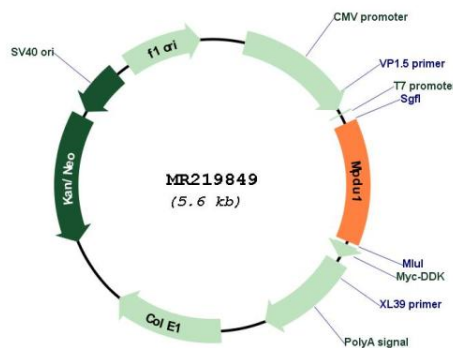 CMV promoter
VP1.5 primer
T7 promoter
SgfI
Mpdu1
MluI
Myc-DDK
XL39 primer
PolyA signal
Col E1
Kan/Neo
SV40 ori
f1 ori
MR219849
(5.6 kb)